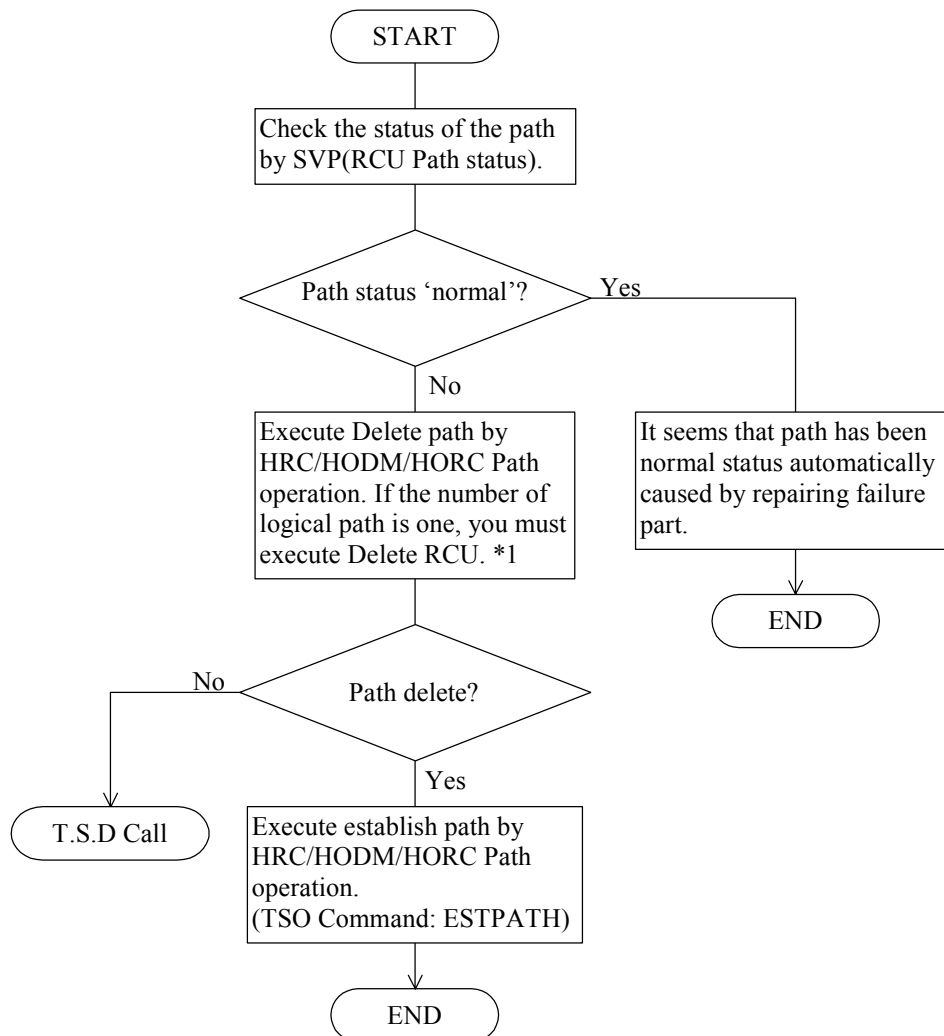 START
Check the status of the path
by SVP(RCU Path status).
Path status ‘normal’?
Yes
No
Execute Delete path by
HRC/HODM/HORC Path
operation. If the number of
logical path is one, you must
execute Delete RCU. *1
It seems that path has been
normal status automatically
caused by repairing failure
part.
END
No
Path delete?
Yes
T.S.D Call
Execute establish path by
HRC/HODM/HORC Path
operation.
(TSO Command: ESTPATH)
END